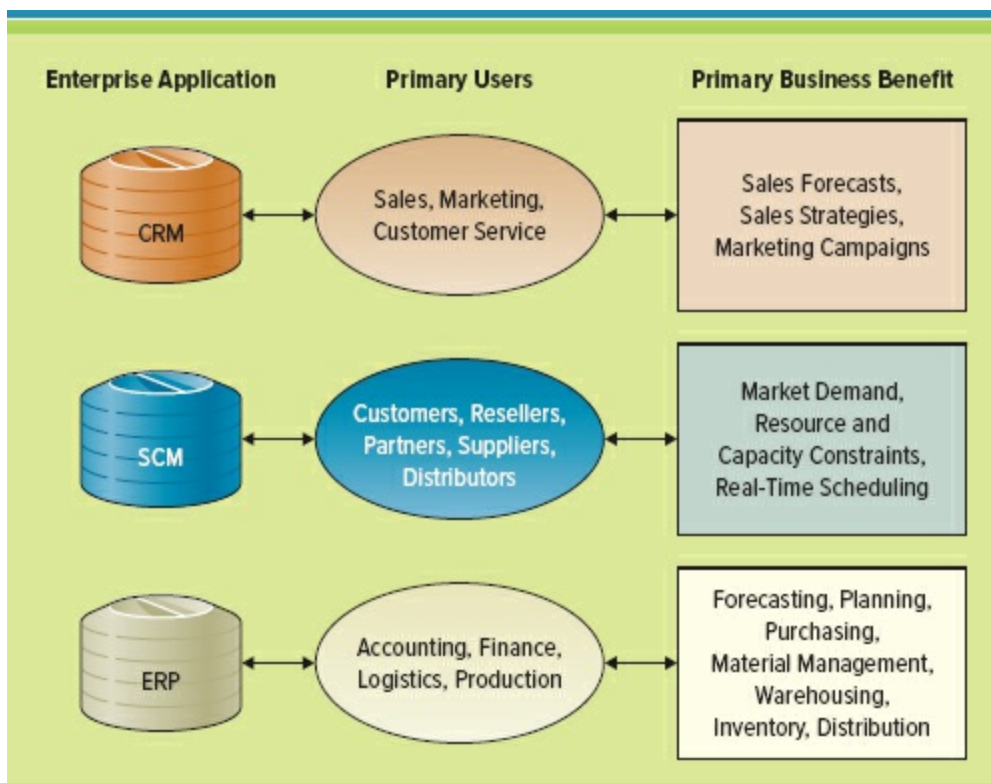 Enterprise Application
Primary Users
Primary Business Benefit
CRM
Sales, Marketing,
Customer Service
Sales Forecasts,
Sales Strategies,
Marketing Campaigns
SCM
Customers, Resellers,
Partners, Suppliers,
Distributors
Market Demand,
Resource and
Capacity Constraints,
Real-Time Scheduling
ERP
Accounting, Finance,
Logistics, Production
Forecasting, Planning,
Purchasing,
Material Management,
Warehousing,
Inventory, Distribution